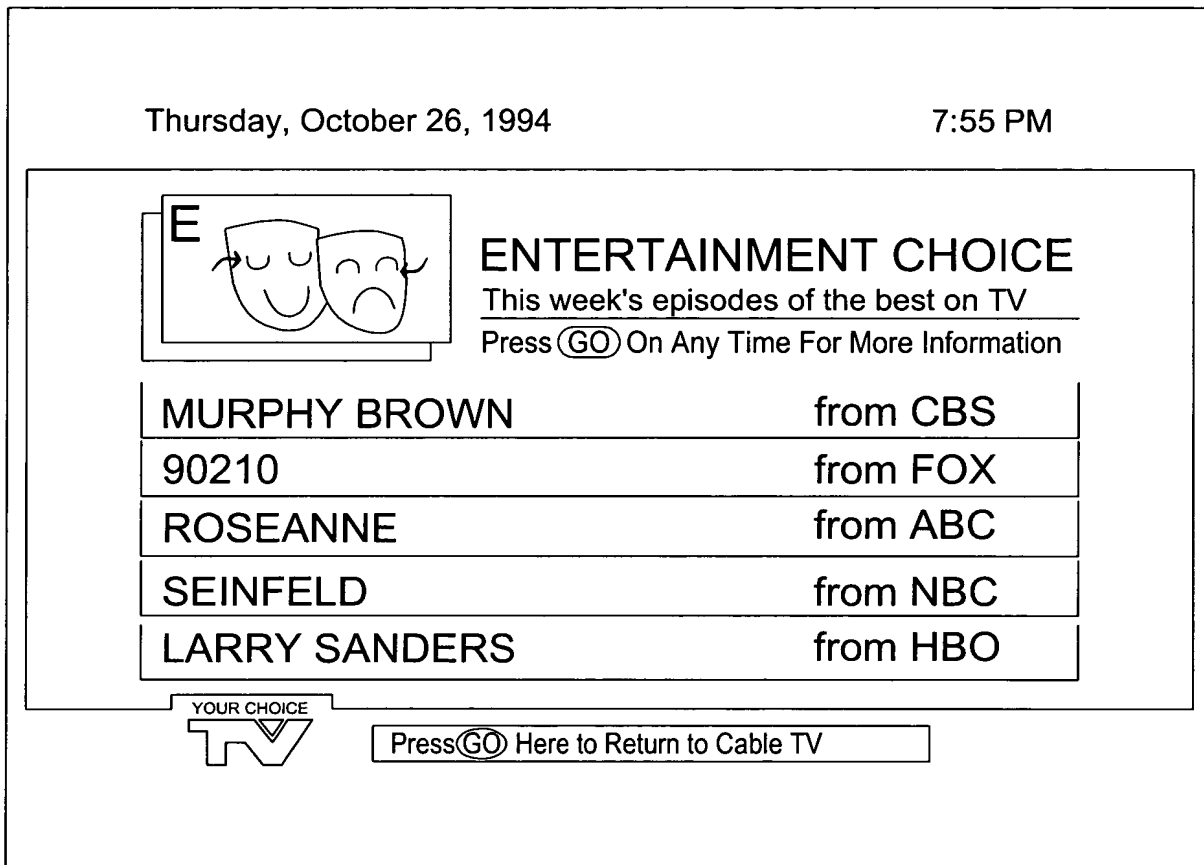 Thursday, October 26, 1994 7:55 PM
E
ENTERTAINMENT CHOICE
This week's episodes of the best on TV
Press GO On Any Time For More Information
MURPHY BROWN from CBS
90210 from FOX
ROSEANNE from ABC
SEINFELD from NBC
LARRY SANDERS from HBO
YOUR CHOICE
TV
Press GO Here to Return to Cable TV